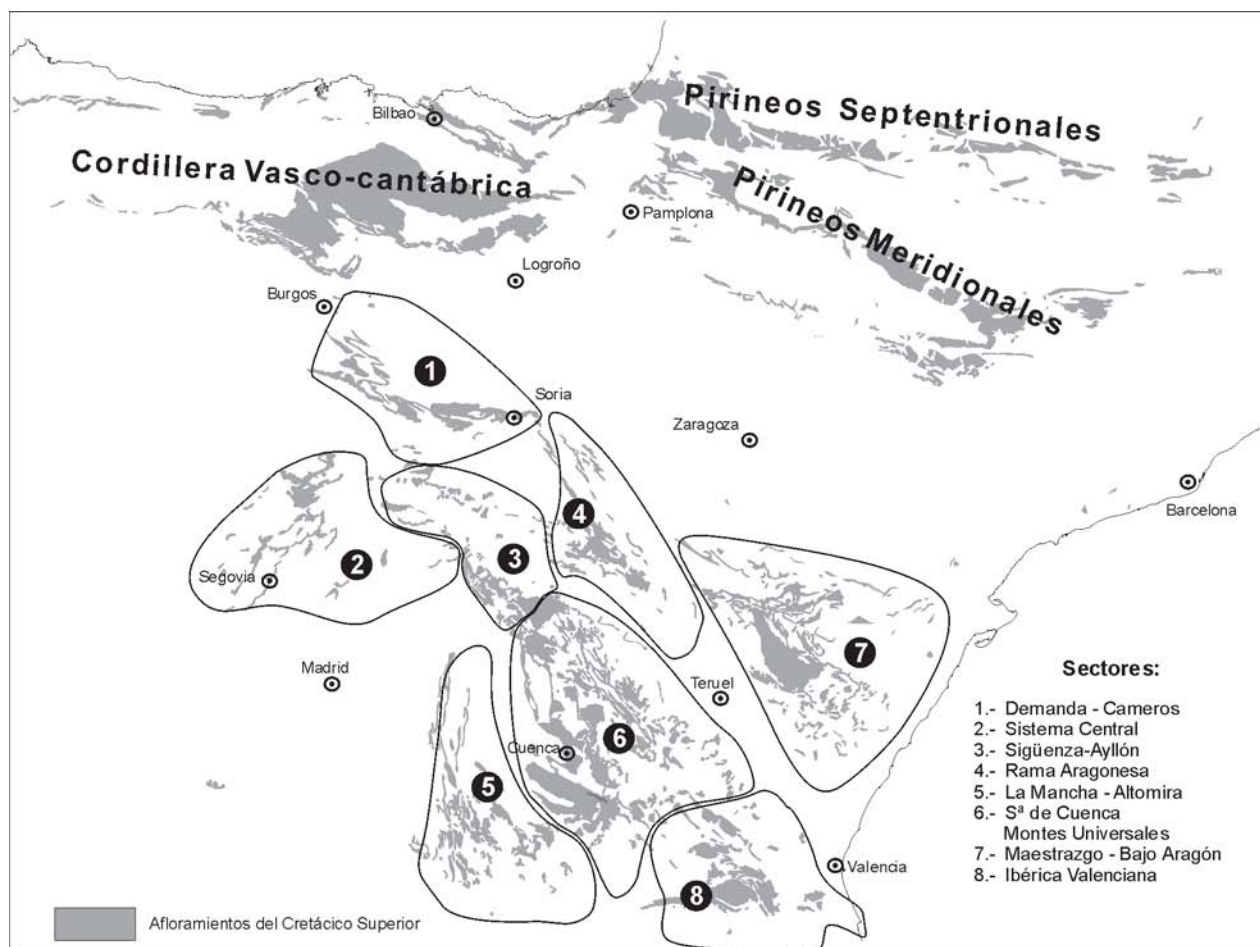 Pirineos Septentrionales
Bilbao
Cordillera Vasco-cantábrica
Pirineos Meridionales
Pamplona
Logroño
Burgos
1
Soria
Zaragoza
Barcelona
4
2
3
Segovia
7
Madrid
Teruel
6
Cuenca
5
Valencia
8
Sectores:
1.- Demanda - Cameros
2.- Sistema Central
3.- Sigüenza-Ayllón
4.- Rama Aragonesa
5.- La Mancha - Altomira
6.- Sª de Cuenca
Montes Universales
7.- Maestrazgo - Bajo Aragón
8.- Ibérica Valenciana
Afloramientos del Cretácico Superior